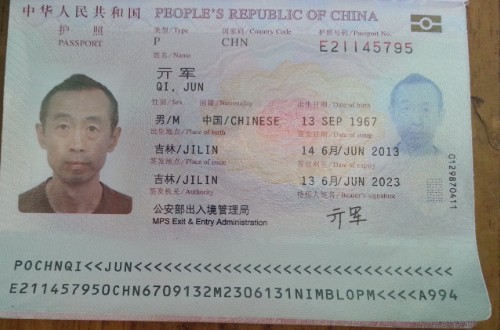 中华人民共和国 PEOPLE'S REPUBLIC OF CHINA
护照
PASSPORT
类型/Type 国家码/Country Code 护照号码/Passport No.
P CHN E21145795
姓名/Name
亓军
QI, JUN
性别/Sex 国籍/Nationality 出生日期/Date of birth
男/M 中国/CHINESE 13 SEP 1967
出生地点/Place of birth 签发日期/Date of issue
吉林/JILIN 14 6月/JUN 2013
签发地点/Place of issue 有效期至/Date of expiry
吉林/JILIN 13 6月/JUN 2023
签发机关/Authority 持照人签名/Bearer's signature
公安部出入境管理局
MPS Exit & Entry Administration
亓军
POCHNQI<<JUN<<<<<<<<<<<<<<<<<<<<<<<<<<<<<<<<
E211457950CHN6709132M2306131NIMBLOPM<<<<A994